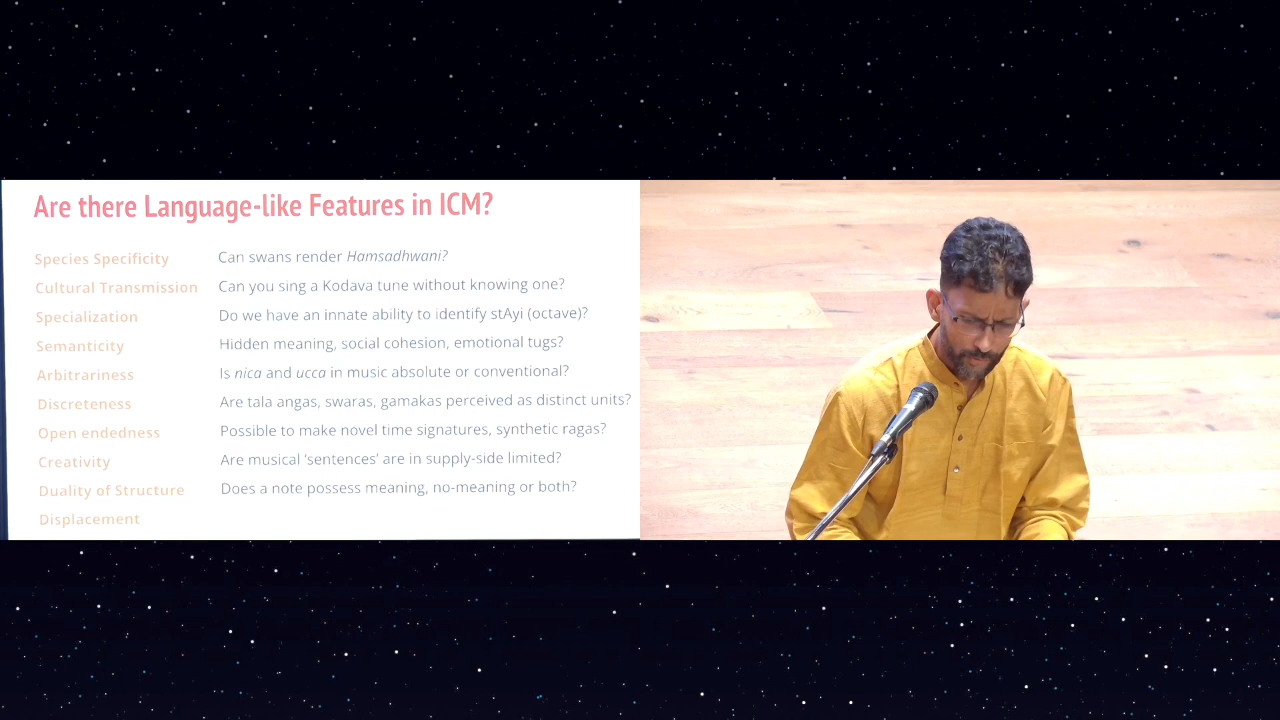 Are there Language-like Features in ICM?
Species Specificity Can swans render Hamsadhwani?
Cultural Transmission Can you sing a Kodava tune without knowing one?
Specialization Do we have an innate ability to identify stAyi (octave)?
Semanticity Hidden meaning, social cohesion, emotional tugs?
Arbitrariness Is nica and ucca in music absolute or conventional?
Discreteness Are tala angas, swaras, gamakas perceived as distinct units?
Open endedness Possible to make novel time signatures, synthetic ragas?
Creativity Are musical ‘sentences’ are in supply-side limited?
Duality of Structure Does a note possess meaning, no-meaning or both?
Displacement